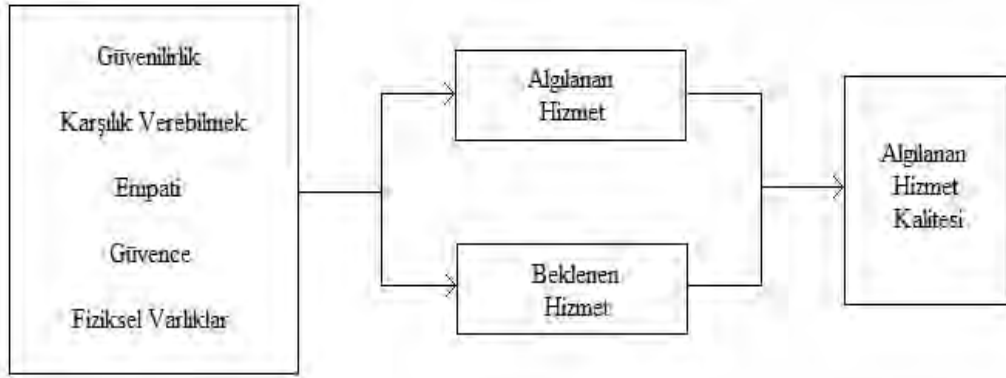 Güvenilirlik
Karşılık Verebilmek
Empati
Güvence
Fiziksel Varlıklar
Algılanan
Hizmet
Beklenen
Hizmet
Algılanan
Hizmet
Kalitesi